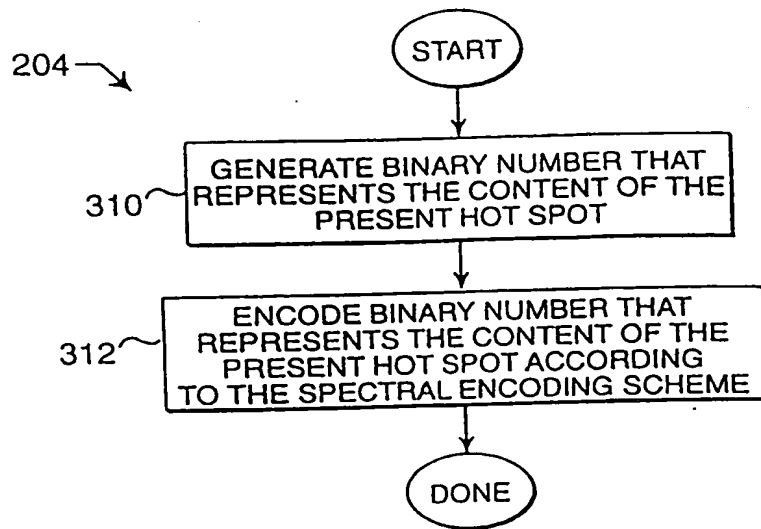 204
START
310
GENERATE BINARY NUMBER THAT
REPRESENTS THE CONTENT OF THE
PRESENT HOT SPOT
312
ENCODE BINARY NUMBER THAT
REPRESENTS THE CONTENT OF THE
PRESENT HOT SPOT ACCORDING
TO THE SPECTRAL ENCODING SCHEME
DONE